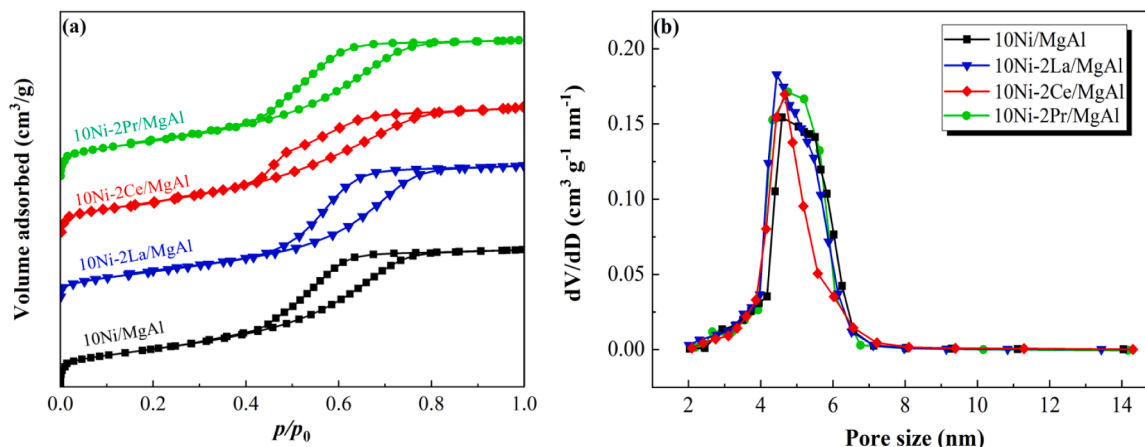 (a)
Volume adsorbed (cm³/g)
10Ni-2Pr/MgAl
10Ni-2Ce/MgAl
10Ni-2La/MgAl
10Ni/MgAl
0.0 0.2 0.4 0.6 0.8 1.0
p/p₀
(b)
dV/dD (cm³ g⁻¹ nm⁻¹)
0.20
0.15
0.10
0.05
0.00
10Ni/MgAl
10Ni-2La/MgAl
10Ni-2Ce/MgAl
10Ni-2Pr/MgAl
2 4 6 8 10 12 14
Pore size (nm)